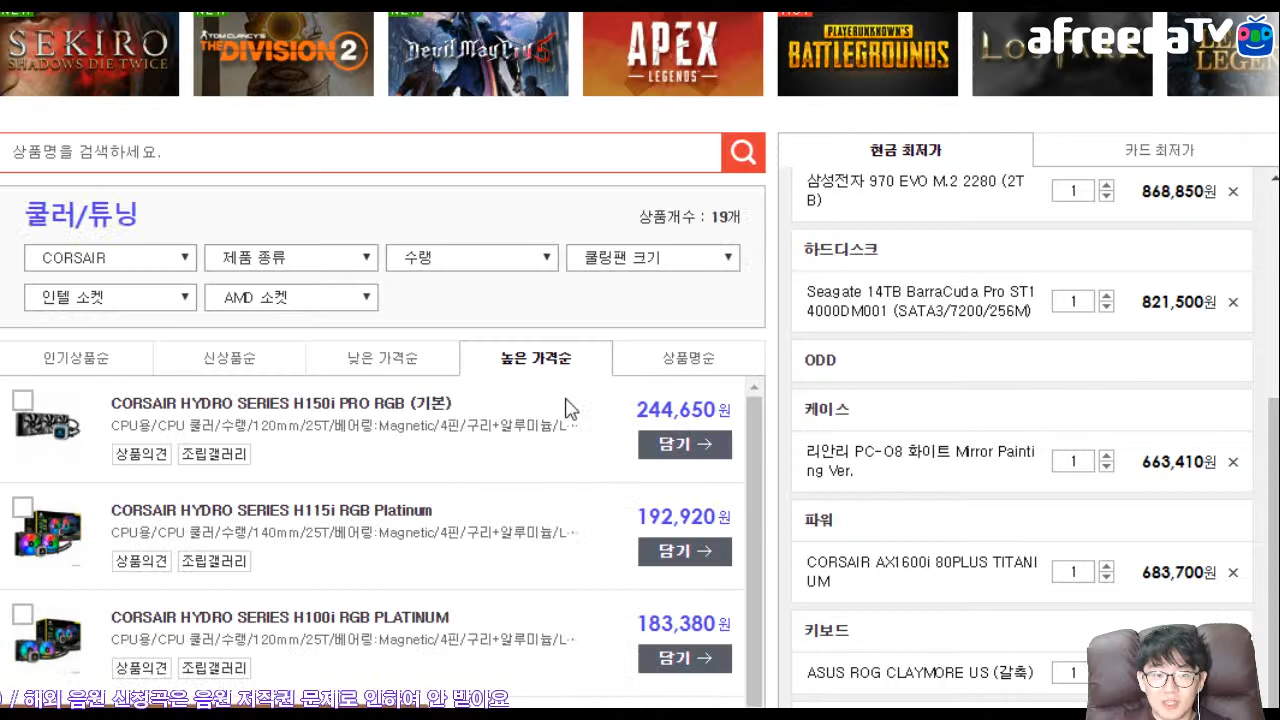 NEW
SEKIRO
SHADOWS DIE TWICE
TOM CLANCY'S
THE DIVISION 2
NEW
Devil May Cry 5
APEX
LEGENDS
HOT
PLAYERUNKNOWN'S
BATTLEGROUNDS
afreecaTV
상품명을 검색하세요.
현금 최저가
카드 최저가
쿨러/튜닝
상품개수 : 19개
CORSAIR
제품 종류
수랭
쿨링팬 크기
인텔 소켓
AMD 소켓
인기상품순
신상품순
낮은 가격순
높은 가격순
상품명순
CORSAIR HYDRO SERIES H150i PRO RGB (기본)
CPU용/CPU 쿨러/수랭/120mm/25T/베어링:Magnetic/4핀/구리+알루미늄/L…
상품의견
조립갤러리
244,650원
담기 →
CORSAIR HYDRO SERIES H115i RGB Platinum
CPU용/CPU 쿨러/수랭/140mm/25T/베어링:Magnetic/4핀/구리+알루미늄/L…
상품의견
조립갤러리
192,920원
담기 →
CORSAIR HYDRO SERIES H100i RGB PLATINUM
CPU용/CPU 쿨러/수랭/120mm/25T/베어링:Magnetic/4핀/구리+알루미늄/L…
상품의견
조립갤러리
183,380원
담기 →
삼성전자 970 EVO M.2 2280 (2T
B)
1
868,850원 ×
하드디스크
Seagate 14TB BarraCuda Pro ST1
4000DM001 (SATA3/7200/256M)
1
821,500원 ×
ODD
케이스
리안리 PC-08 화이트 Mirror Painti
ng Ver.
1
663,410원 ×
파워
CORSAIR AX1600i 80PLUS TITANI
UM
1
683,700원 ×
키보드
ASUS ROG CLAYMORE US (갈축)
1
) / 해외 음원 신청곡은 음원 저작권 문제로 인하여 안 받아요